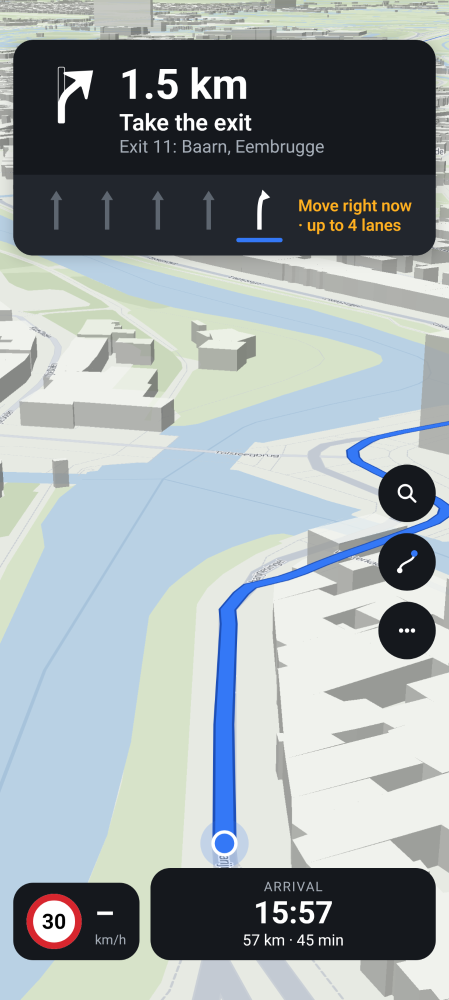 1.5 km
Take the exit
Exit 11: Baarn, Eembrugge
Move right now
· up to 4 lanes
ARRIVAL
15:57
57 km · 45 min
30
–
km/h